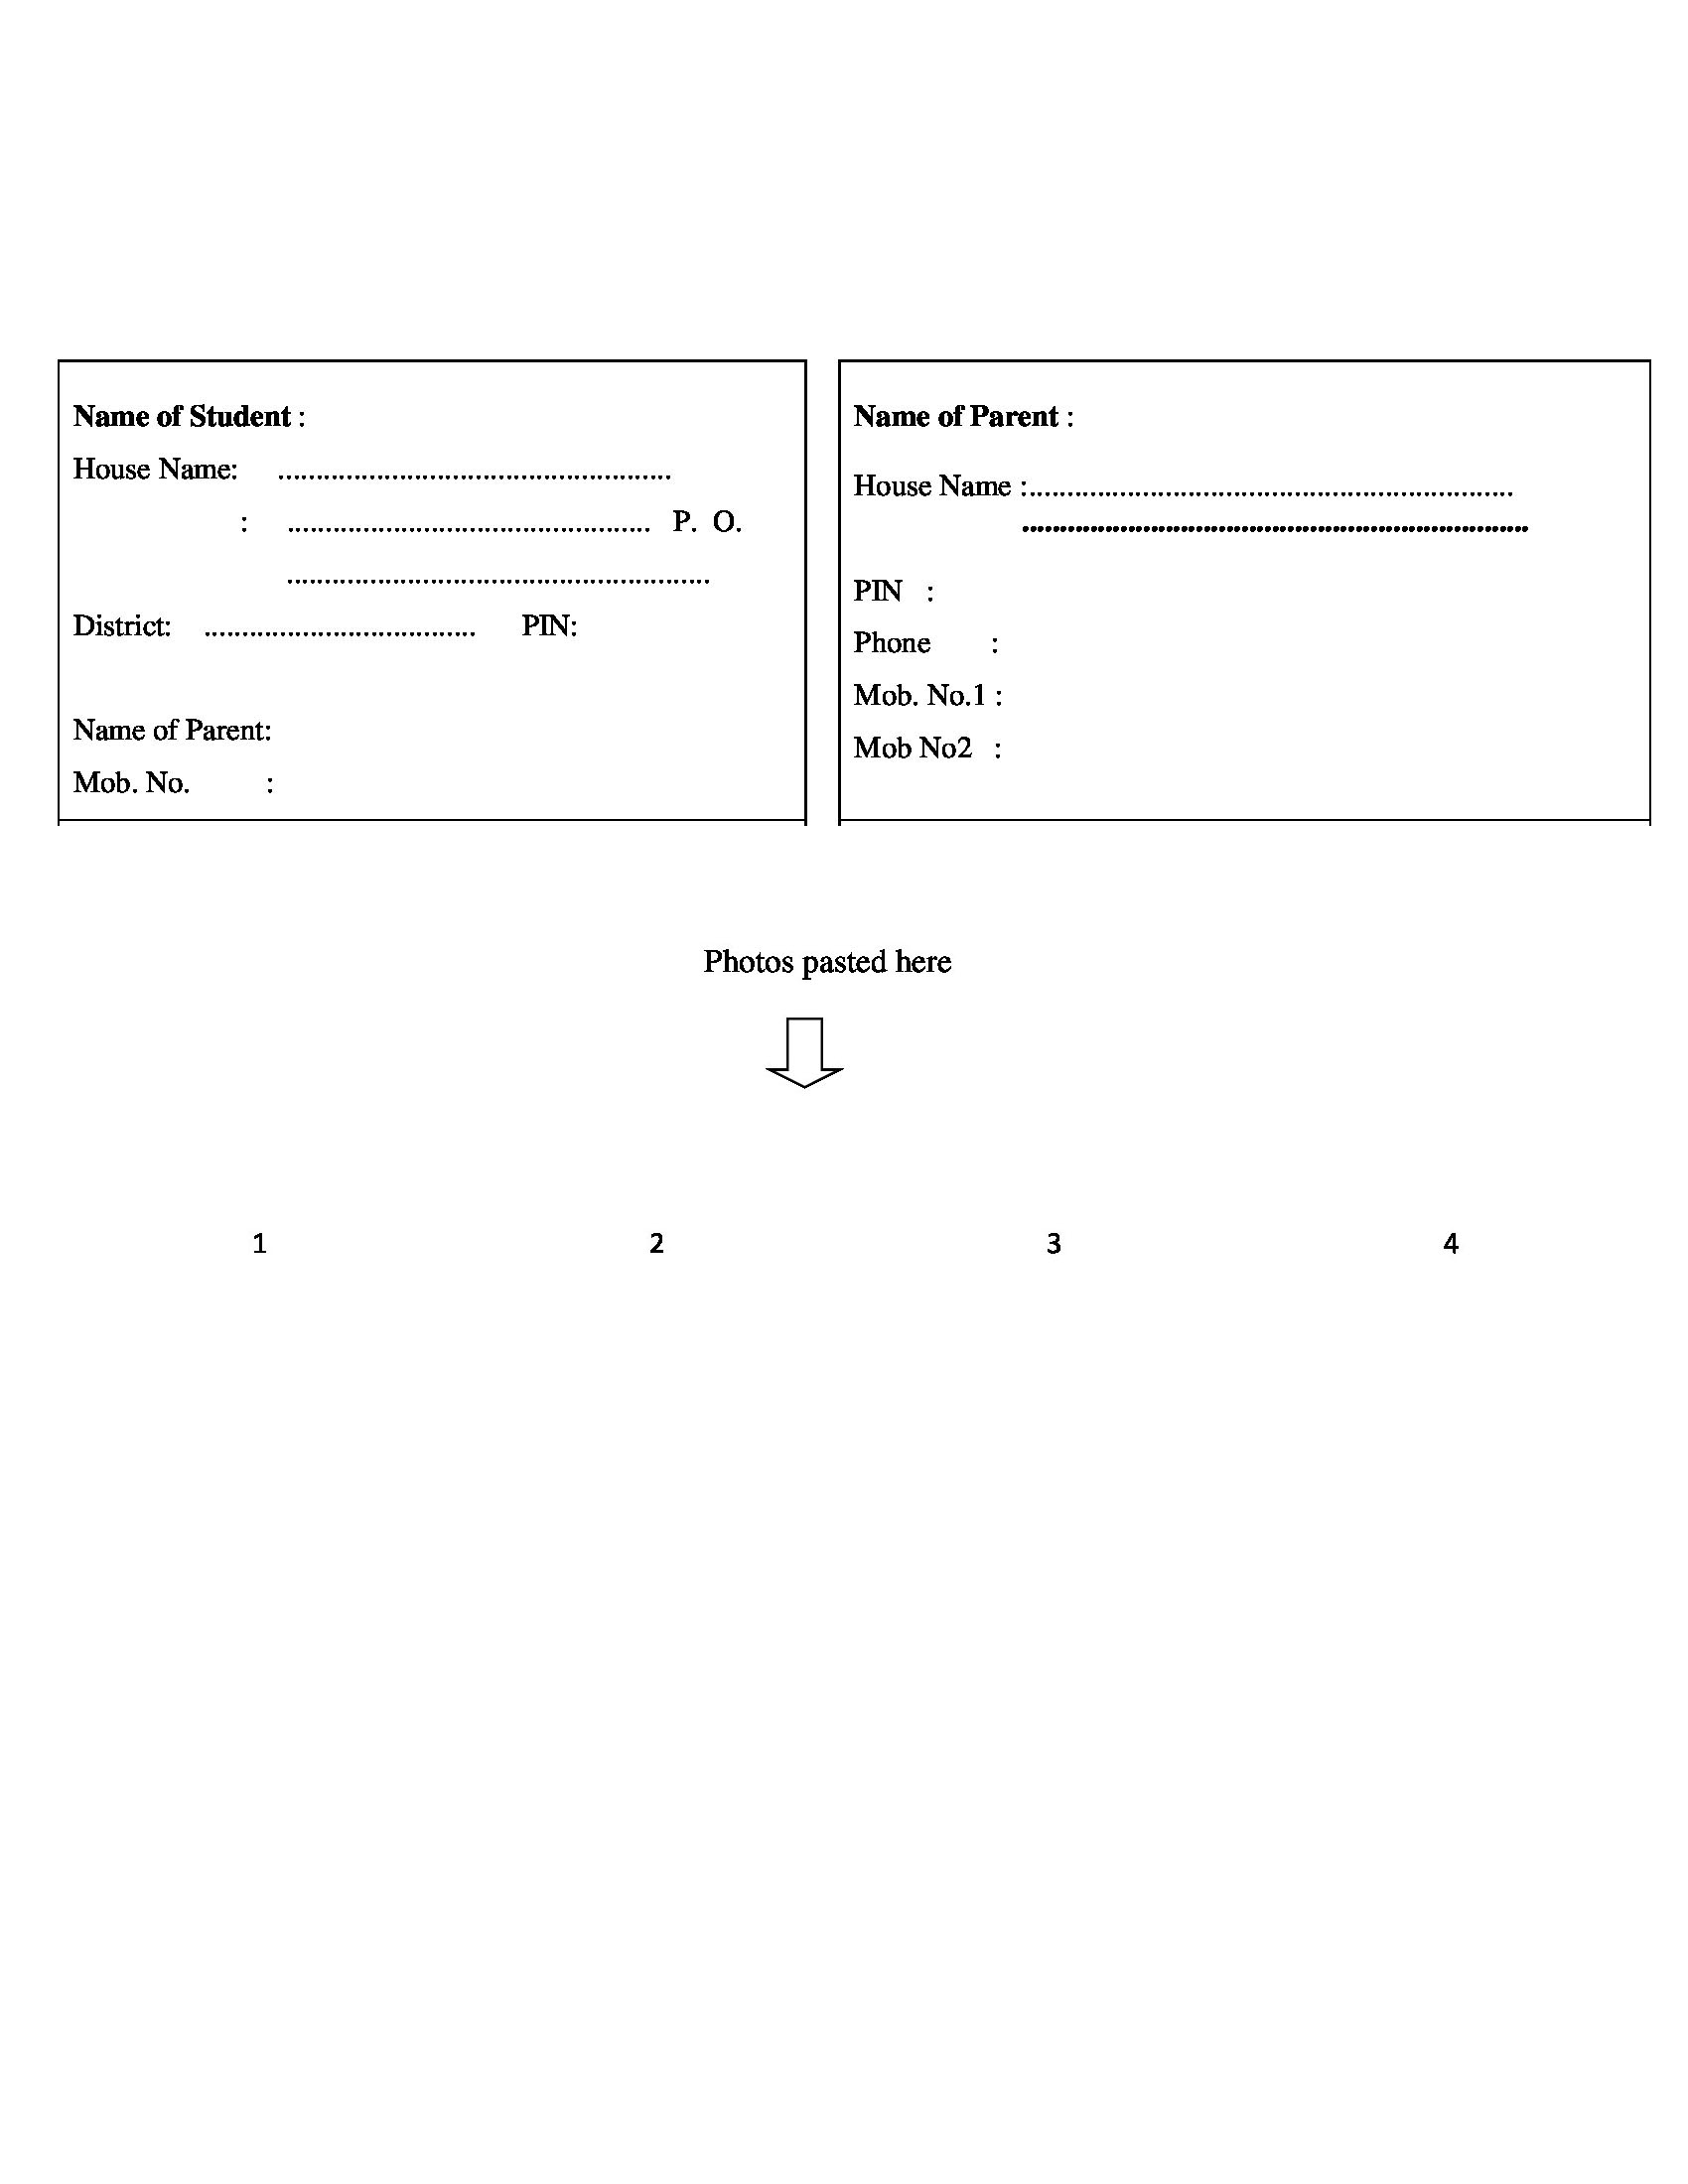 Name of Student :
House Name: ....................................................
: ................................................ P. O.
........................................................
District: .................................... PIN:
Name of Parent:
Mob. No. :
Name of Parent :
House Name :................................................................
...................................................................
PIN :
Phone :
Mob. No.1 :
Mob No2 :
Photos pasted here
1 2 3 4